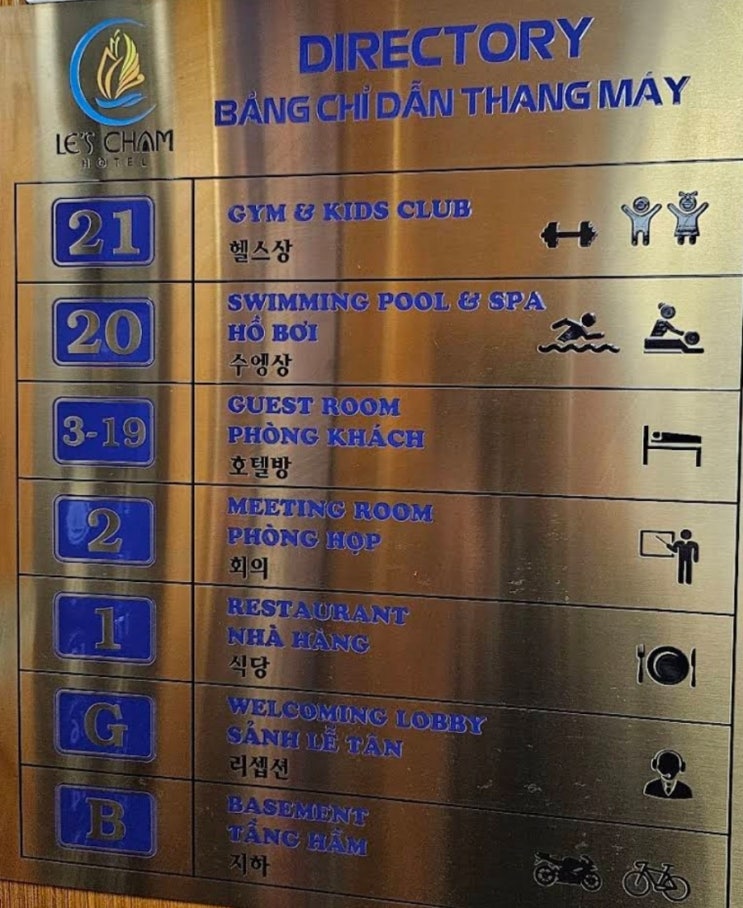 LE'S CHAM
HOTEL
DIRECTORY
BẢNG CHỈ DẪN THANG MÁY
21
GYM & KIDS CLUB
헬스상
20
SWIMMING POOL & SPA
HỒ BƠI
수엥상
3-19
GUEST ROOM
PHÒNG KHÁCH
호텔방
2
MEETING ROOM
PHÒNG HỌP
회의
1
RESTAURANT
NHÀ HÀNG
식당
G
WELCOMING LOBBY
SẢNH LỄ TÂN
리셉션
B
BASEMENT
TẦNG HẦM
지하